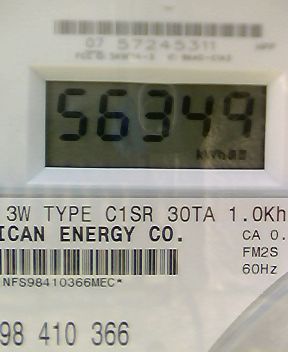 07 57245311
56349
kWh
3W TYPE C1SR 30TA 1.0Kh
ICAN ENERGY CO. CA 0.
FM2S
NFS98410366MEC* 60Hz
98 410 366